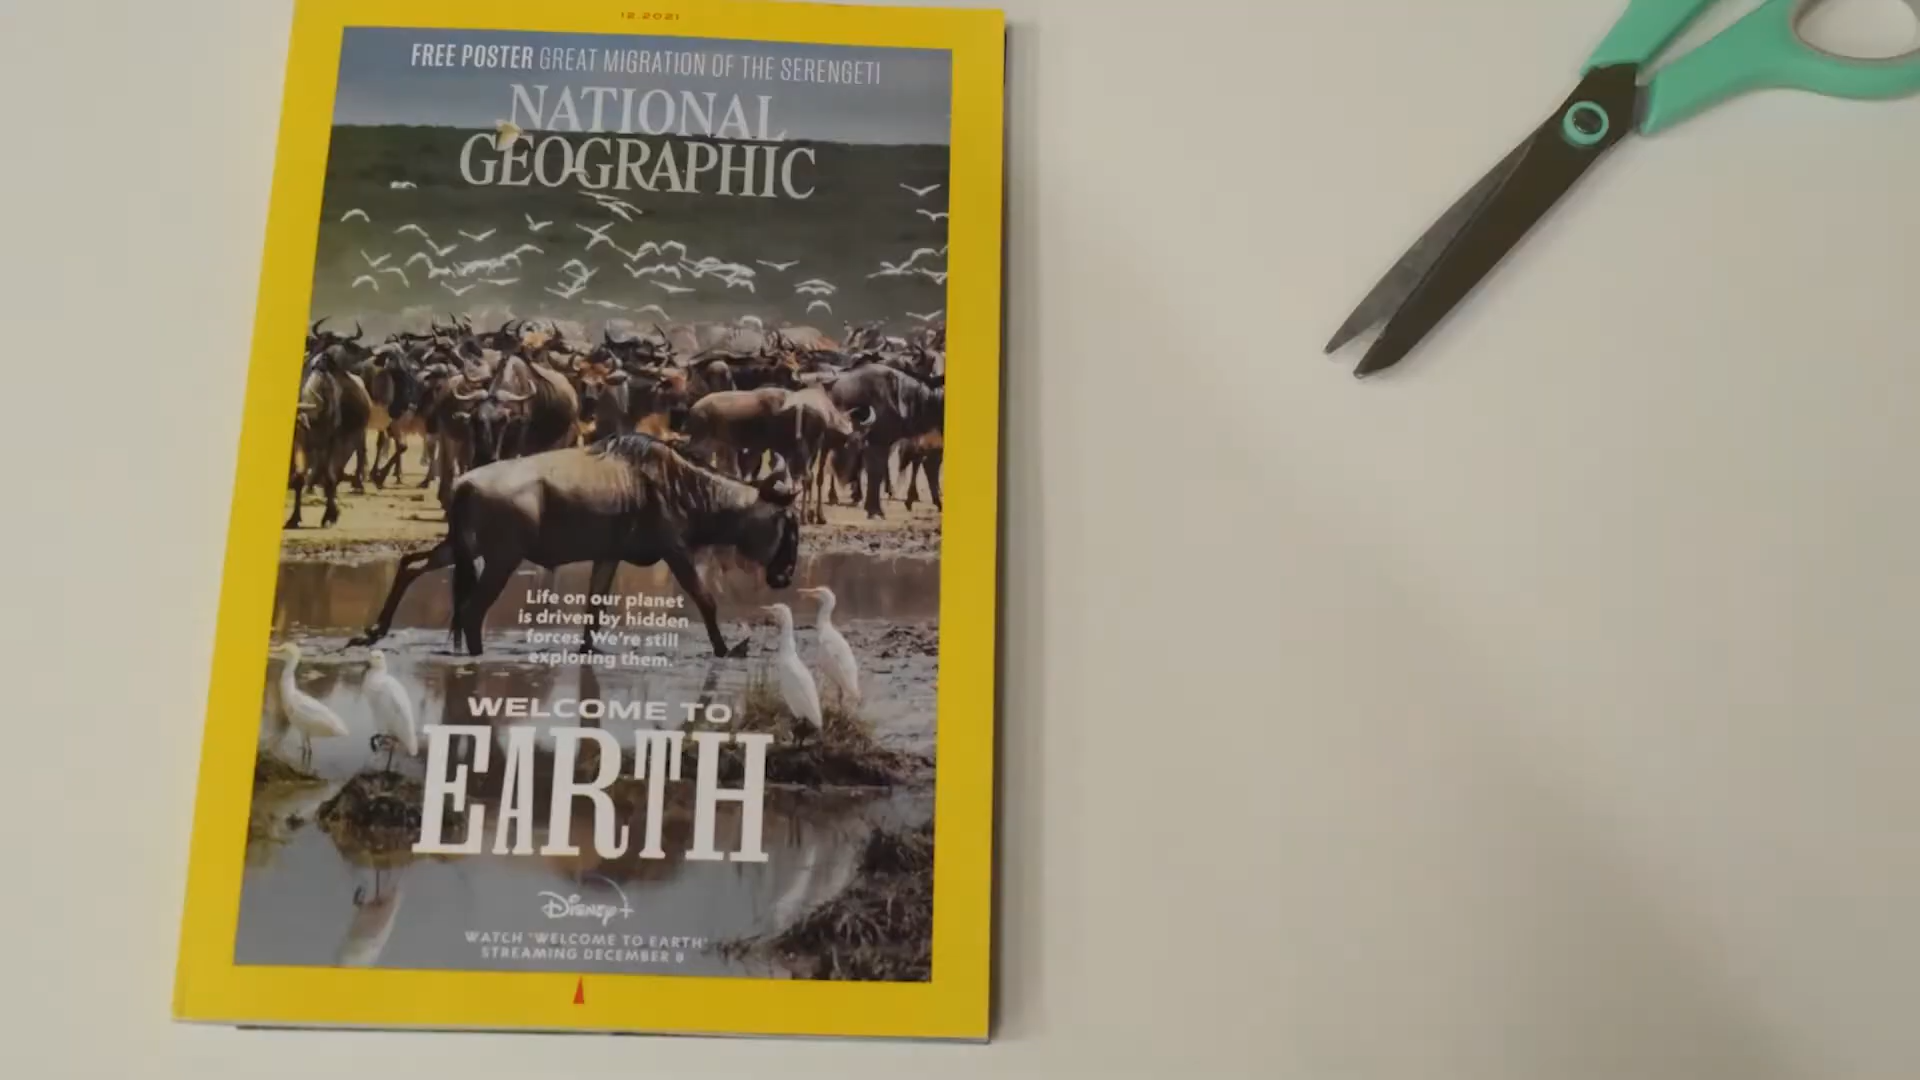 12.2021
FREE POSTER GREAT MIGRATION OF THE SERENGETI
NATIONAL
GEOGRAPHIC
Life on our planet
is driven by hidden
forces. We're still
exploring them.
WELCOME TO
EARTH
Disney+
WATCH "WELCOME TO EARTH"
STREAMING DECEMBER 8